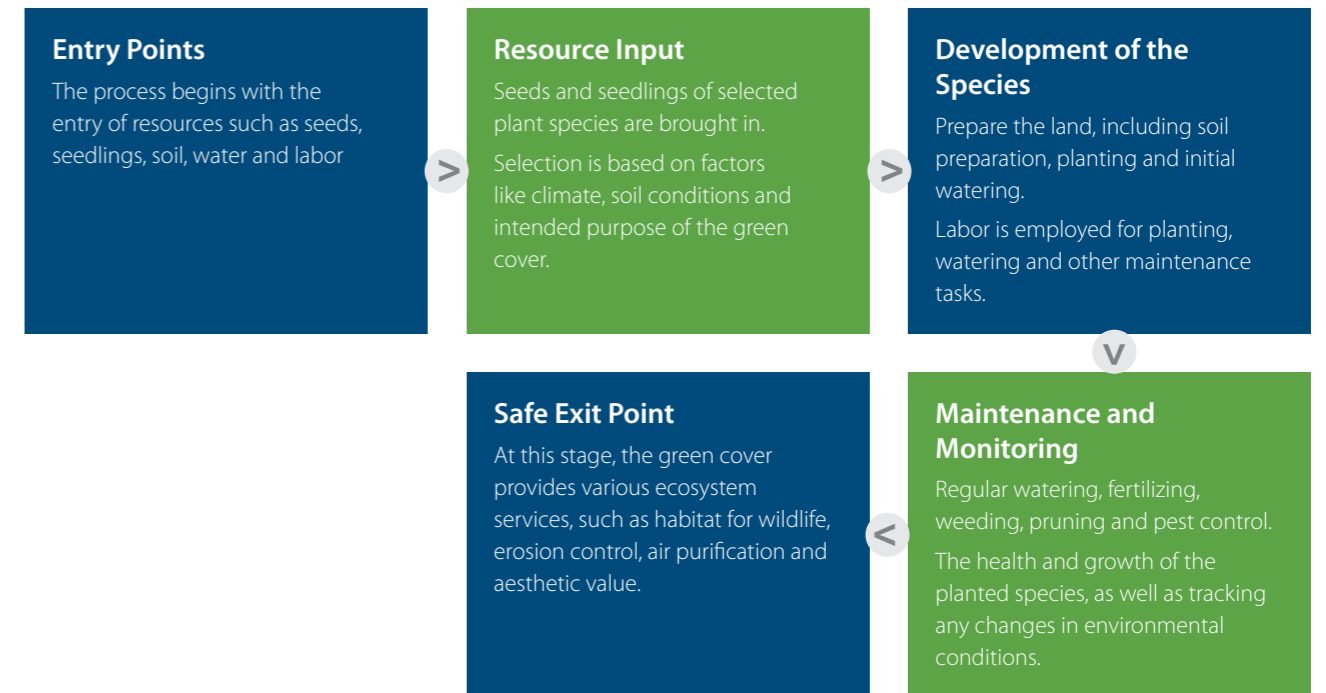 Entry Points
The process begins with the
entry of resources such as seeds,
seedlings, soil, water and labor
>
Resource Input
Seeds and seedlings of selected
plant species are brought in.
Selection is based on factors
like climate, soil conditions and
intended purpose of the green
cover.
>
Development of the
Species
Prepare the land, including soil
preparation, planting and initial
watering.
Labor is employed for planting,
watering and other maintenance
tasks.
V
Maintenance and
Monitoring
Regular watering, fertilizing,
weeding, pruning and pest control.
The health and growth of the
planted species, as well as tracking
any changes in environmental
conditions.
<
Safe Exit Point
At this stage, the green cover
provides various ecosystem
services, such as habitat for wildlife,
erosion control, air purification and
aesthetic value.